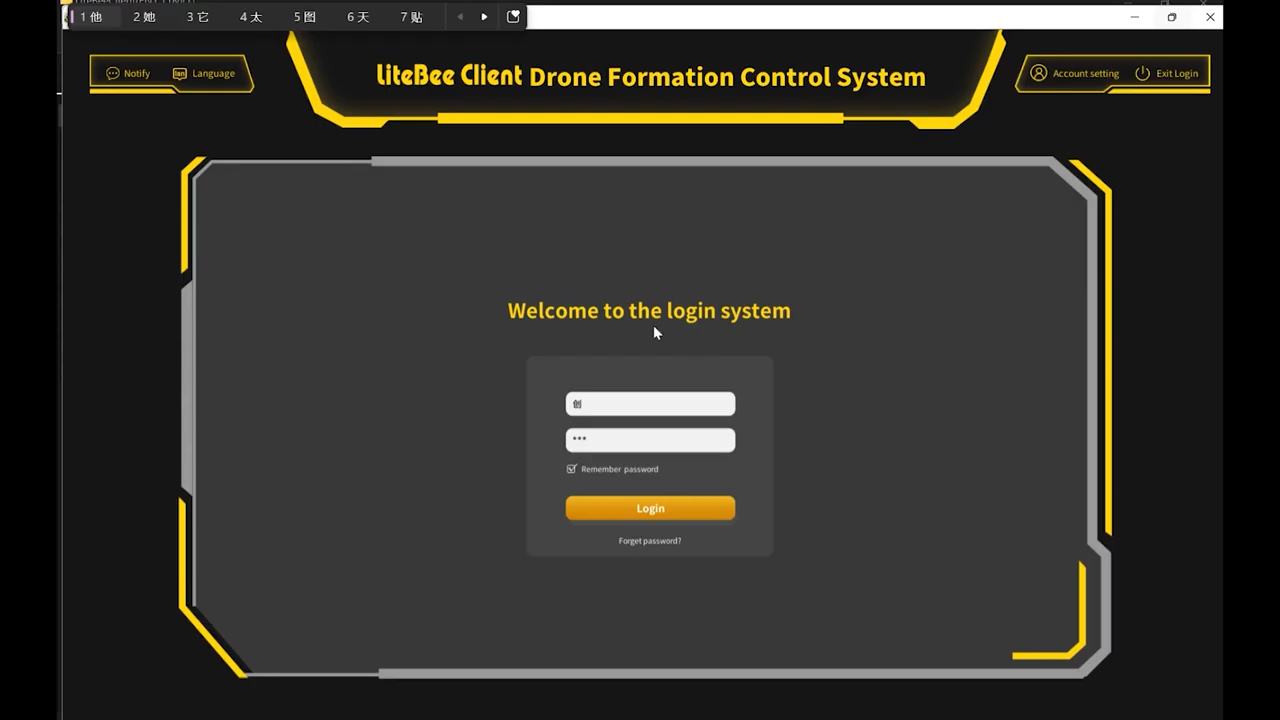 1 他 2 她 3 它 4 太 5 图 6 天 7 贴
Notify Language
LiteBee Client Drone Formation Control System
Account setting Exit Login
Welcome to the login system
创
***
Remember password
Login
Forget password?